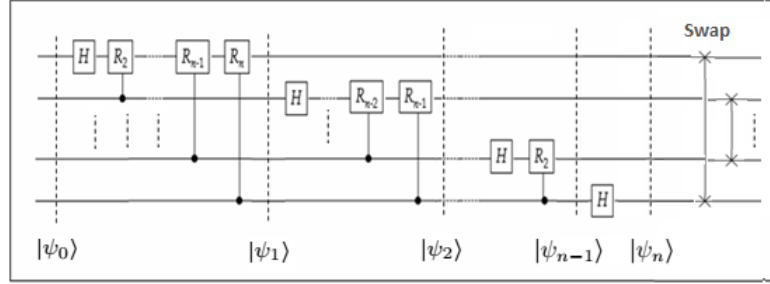 Swap
H R₂ Rₙ₋₁ Rₙ
H Rₙ₋₂ Rₙ₋₁
H R₂
H
|ψ₀⟩ |ψ₁⟩ |ψ₂⟩ |ψₙ₋₁⟩ |ψₙ⟩